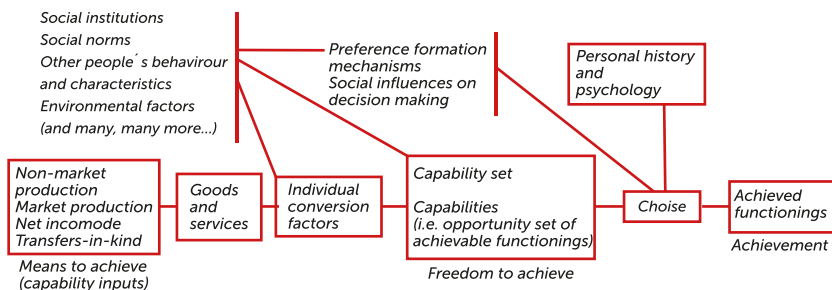 Social institutions
Social norms
Other people´s behavirour
and characteristics
Environmental factors
(and many, many more...)
Preference formation
mechanisms
Social influences on
decision making
Personal history
and
psychology
Non-market
production
Market production
Net incomode
Transfers-in-kind
Means to achieve
(capability inputs)
Goods
and
services
Individual
conversion
factors
Capability set
Capabilities
(i.e. opportunity set of
achievable functionings)
Freedom to achieve
Choise
Achieved
functionings
Achievement